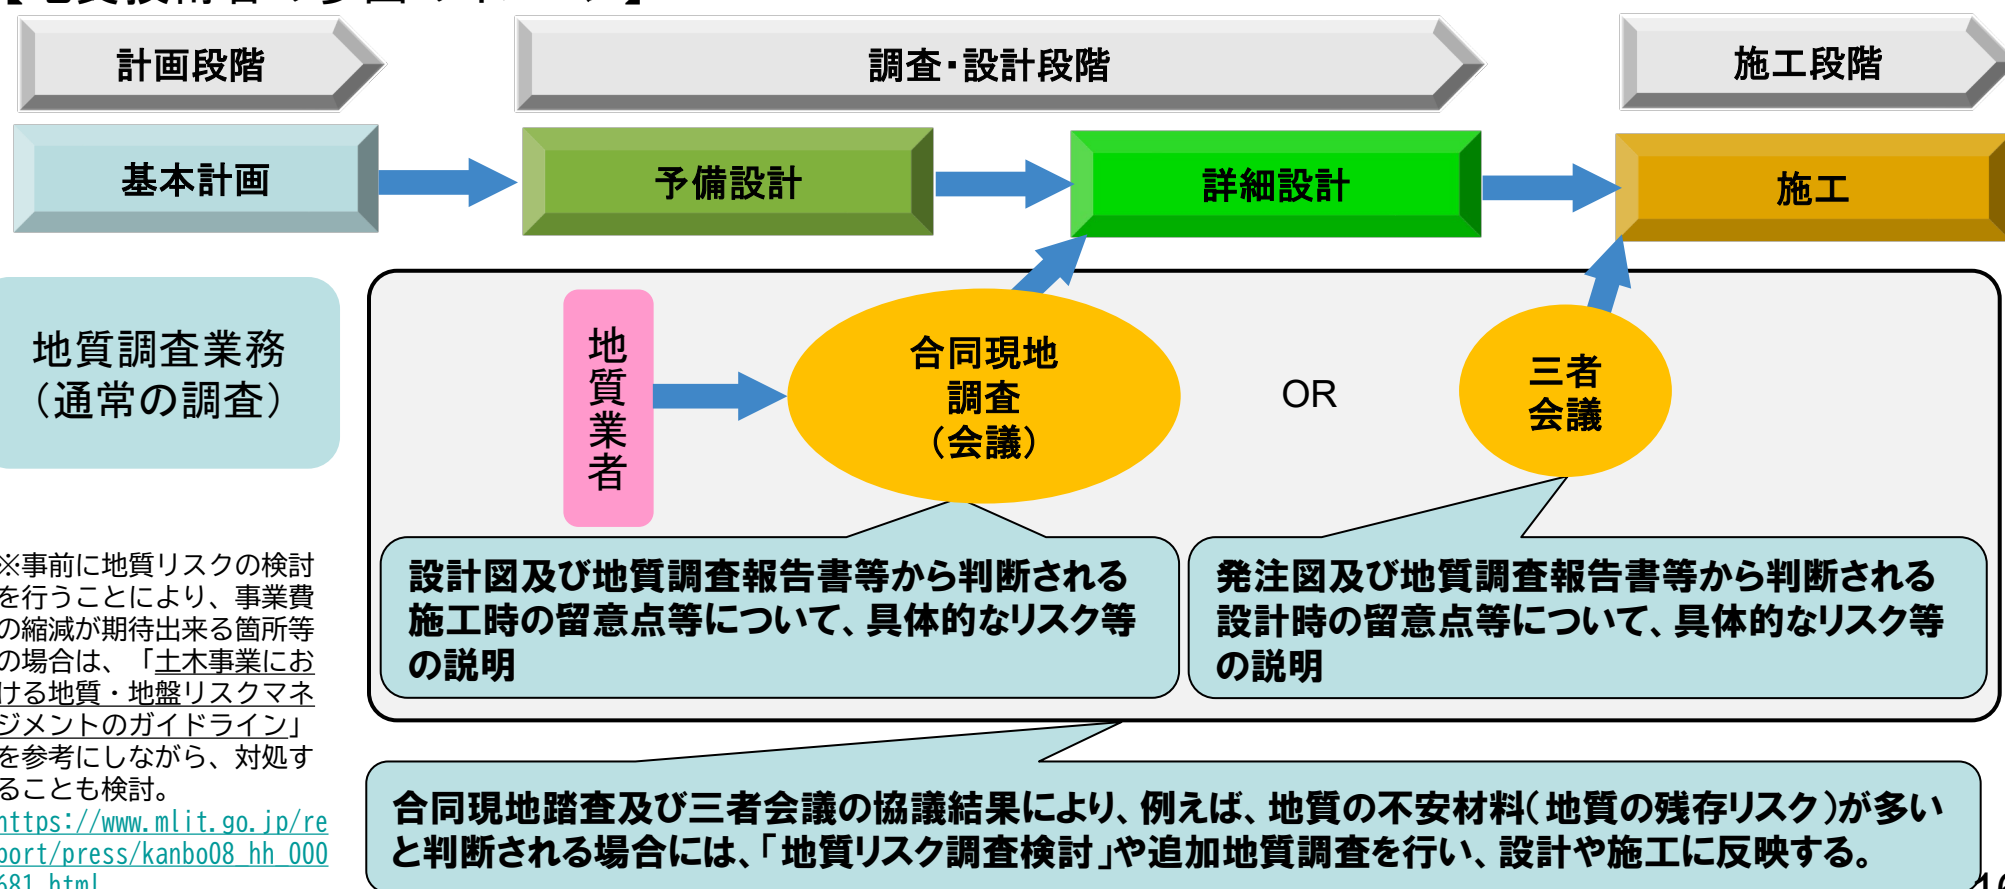 【地質技術者の参画のイメージ】
計画段階
調査・設計段階
施工段階
基本計画
予備設計
詳細設計
施工
地質調査業務
（通常の調査）
地質業者
合同現地
調査
（会議）
OR
三者
会議
設計図及び地質調査報告書等から判断される
施工時の留意点等について、具体的なリスク等
の説明
発注図及び地質調査報告書等から判断される
設計時の留意点等について、具体的なリスク等
の説明
※事前に地質リスクの検討
を行うことにより、事業費
の縮減が期待出来る箇所等
の場合は、「土木事業にお
ける地質・地盤リスクマネ
ジメントのガイドライン」
を参考にしながら、対処す
ることも検討。
https://www.mlit.go.jp/re
port/press/kanbo08_hh_000
681.html
合同現地踏査及び三者会議の協議結果により、例えば、地質の不安材料（地質の残存リスク）が多い
と判断される場合には、「地質リスク調査検討」や追加地質調査を行い、設計や施工に反映する。